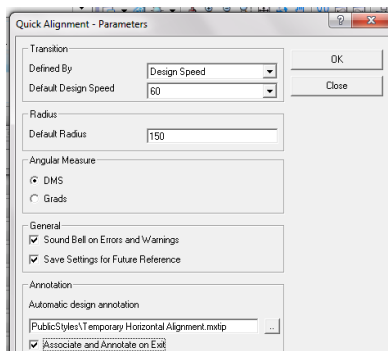 Quick Alignment - Parameters
Transition
Defined By
Design Speed
OK
Default Design Speed
60
Close
Radius
Default Radius
150
Angular Measure
DMS
Grads
General
Sound Bell on Errors and Warnings
Save Settings for Future Reference
Annotation
Automatic design annotation
PublicStyles\Temporary Horizontal Alignment.mxtip
..
Associate and Annotate on Exit